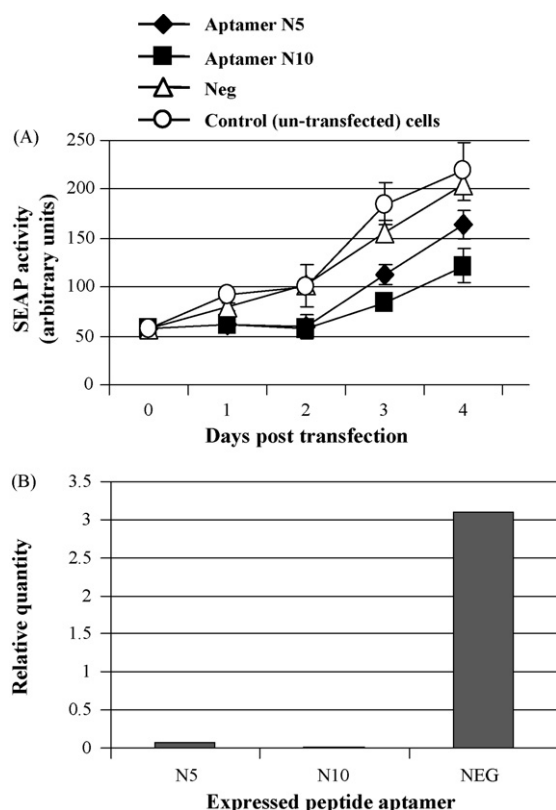 Aptamer N5
Aptamer N10
Neg
Control (un-transfected) cells
(A)
250
200
150
100
50
0
SEAP activity
(arbitrary units)
0 1 2 3 4
Days post transfection
(B)
3.5
3
2.5
2
1.5
1
0.5
0
Relative quantity
N5 N10 NEG
Expressed peptide aptamer